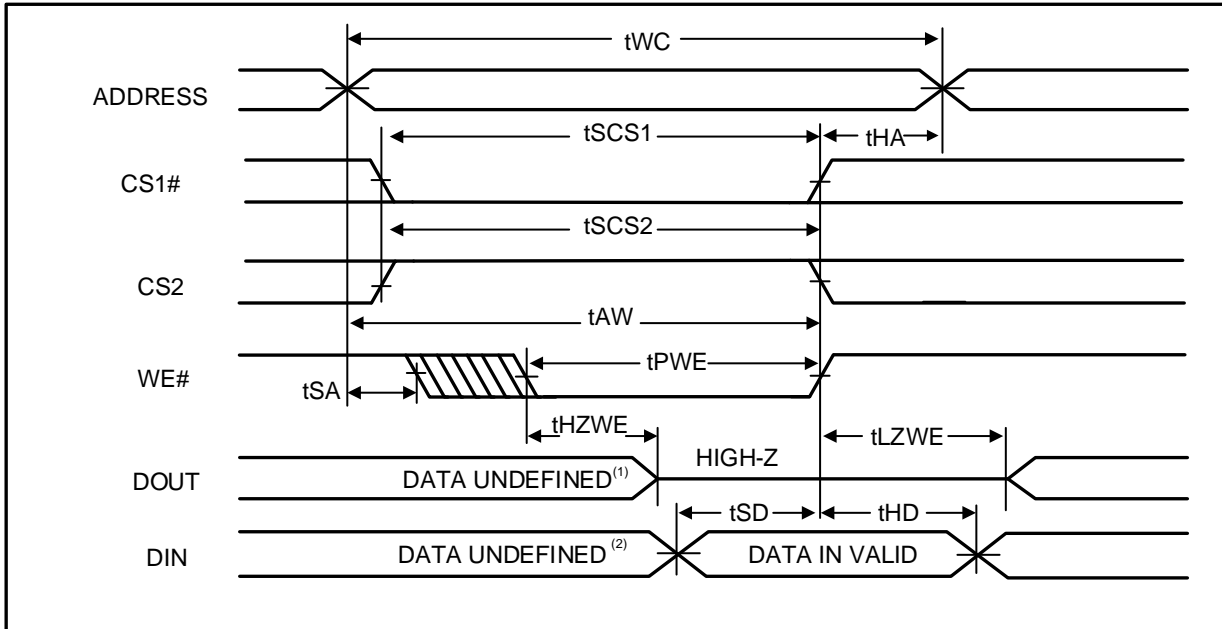 tWC
ADDRESS
tSCS1
tHA
CS1#
tSCS2
CS2
tAW
WE#
tPWE
tSA
tHZWE
tLZWE
HIGH-Z
DOUT
DATA UNDEFINED(1)
tSD
tHD
DIN
DATA UNDEFINED (2)
DATA IN VALID